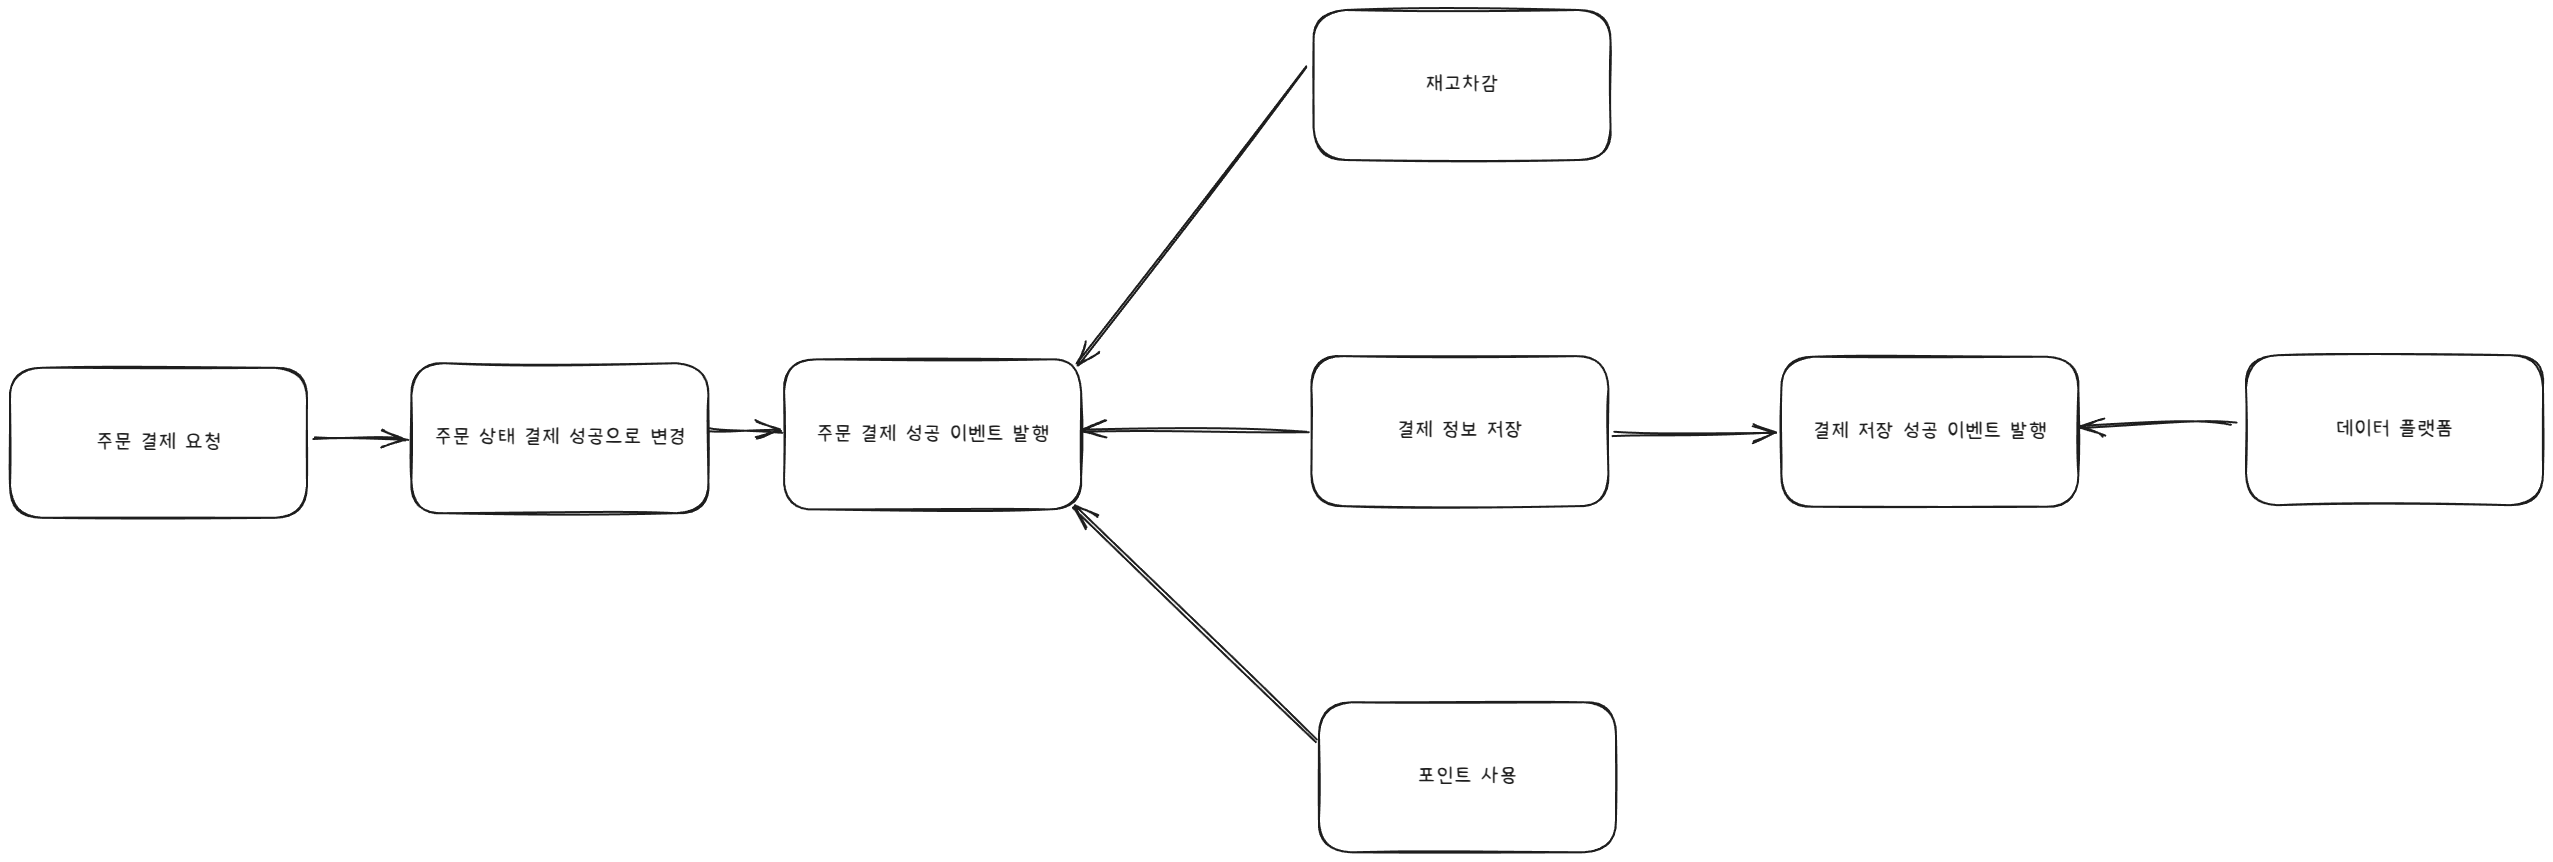 재고차감
주문 결제 요청
주문 상태 결제 성공으로 변경
주문 결제 성공 이벤트 발행
결제 정보 저장
결제 저장 성공 이벤트 발행
데이터 플랫폼
포인트 사용